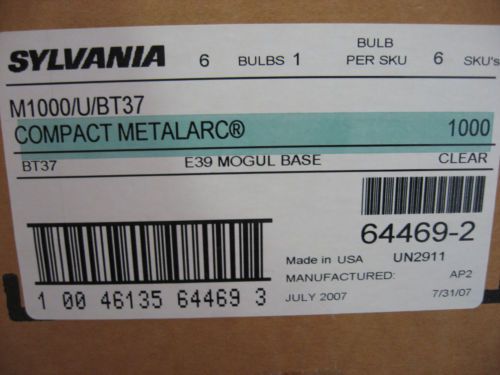 SYLVANIA 6 BULBS 1 BULB PER SKU 6 SKU's
M1000/U/BT37
COMPACT METALARC® 1000
BT37 E39 MOGUL BASE CLEAR
64469-2
Made in USA UN2911
MANUFACTURED: AP2
JULY 2007 7/31/07
1 00 46135 64469 3